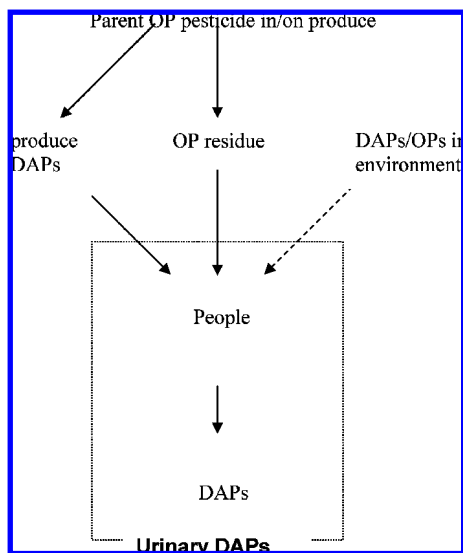 Parent OP pesticide in/on produce
produce
DAPs
OP residue
DAPs/OPs in
environment
People
DAPs
Urinary DAPs